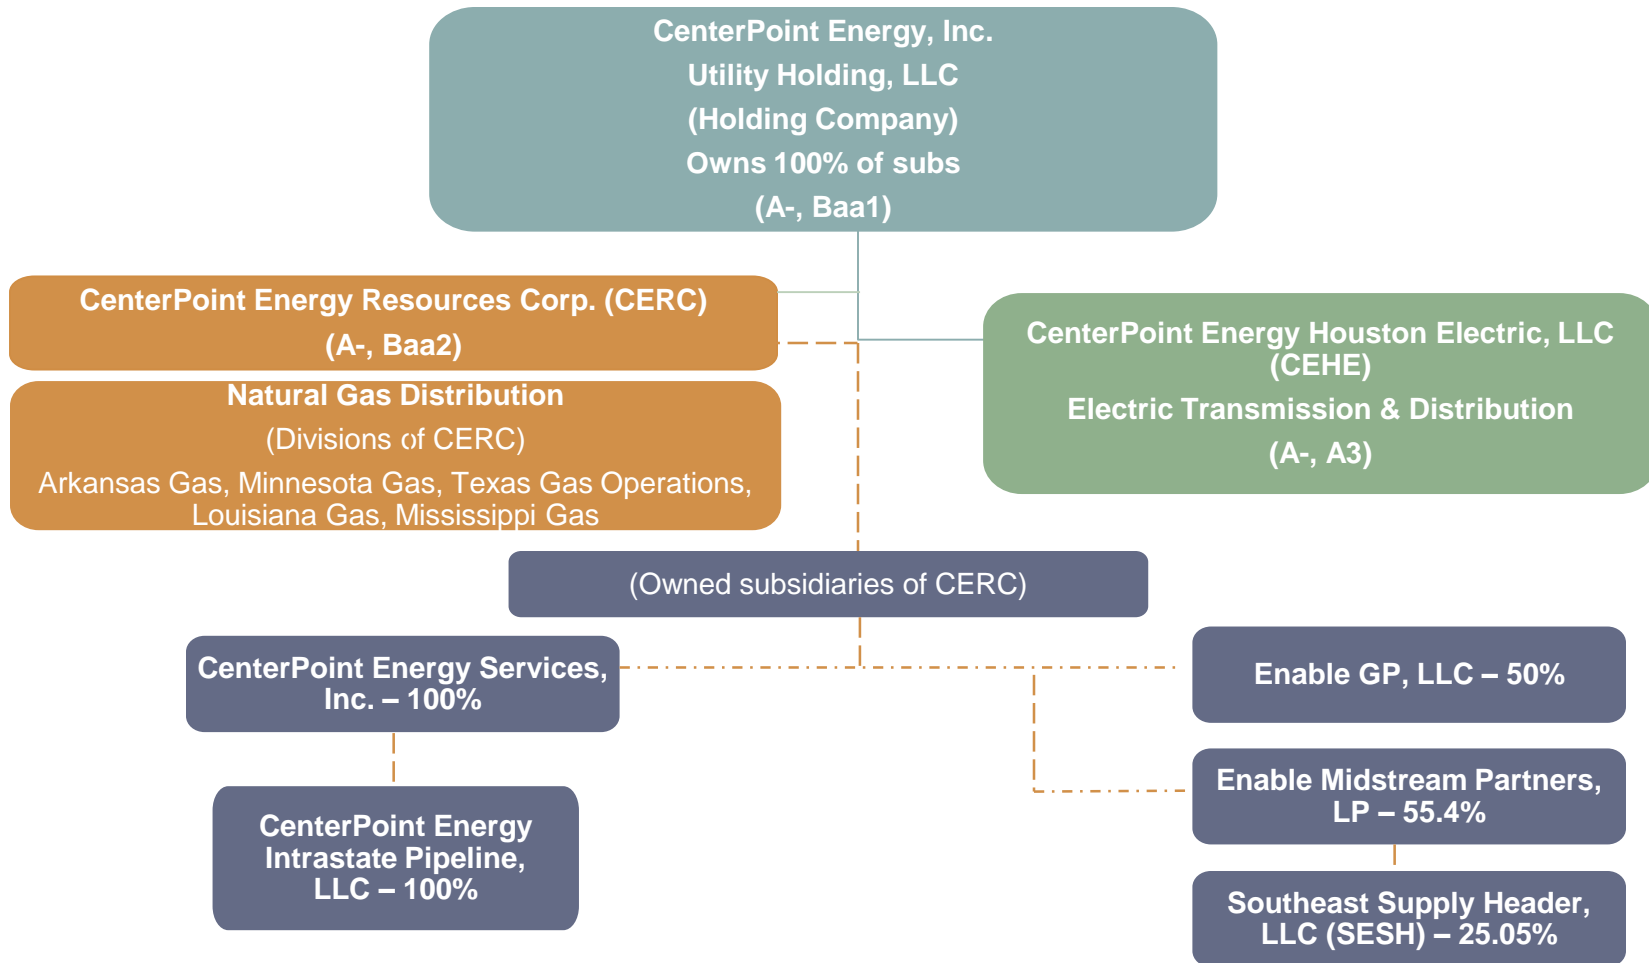 CenterPoint Energy, Inc.
Utility Holding, LLC
(Holding Company)
Owns 100% of subs
(A-, Baa1)
CenterPoint Energy Resources Corp. (CERC)
(A-, Baa2)
CenterPoint Energy Houston Electric, LLC
(CEHE)
Electric Transmission & Distribution
(A-, A3)
Natural Gas Distribution
(Divisions of CERC)
Arkansas Gas, Minnesota Gas, Texas Gas Operations,
Louisiana Gas, Mississippi Gas
(Owned subsidiaries of CERC)
CenterPoint Energy Services,
Inc. – 100%
Enable GP, LLC – 50%
CenterPoint Energy
Intrastate Pipeline,
LLC – 100%
Enable Midstream Partners,
LP – 55.4%
Southeast Supply Header,
LLC (SESH) – 25.05%